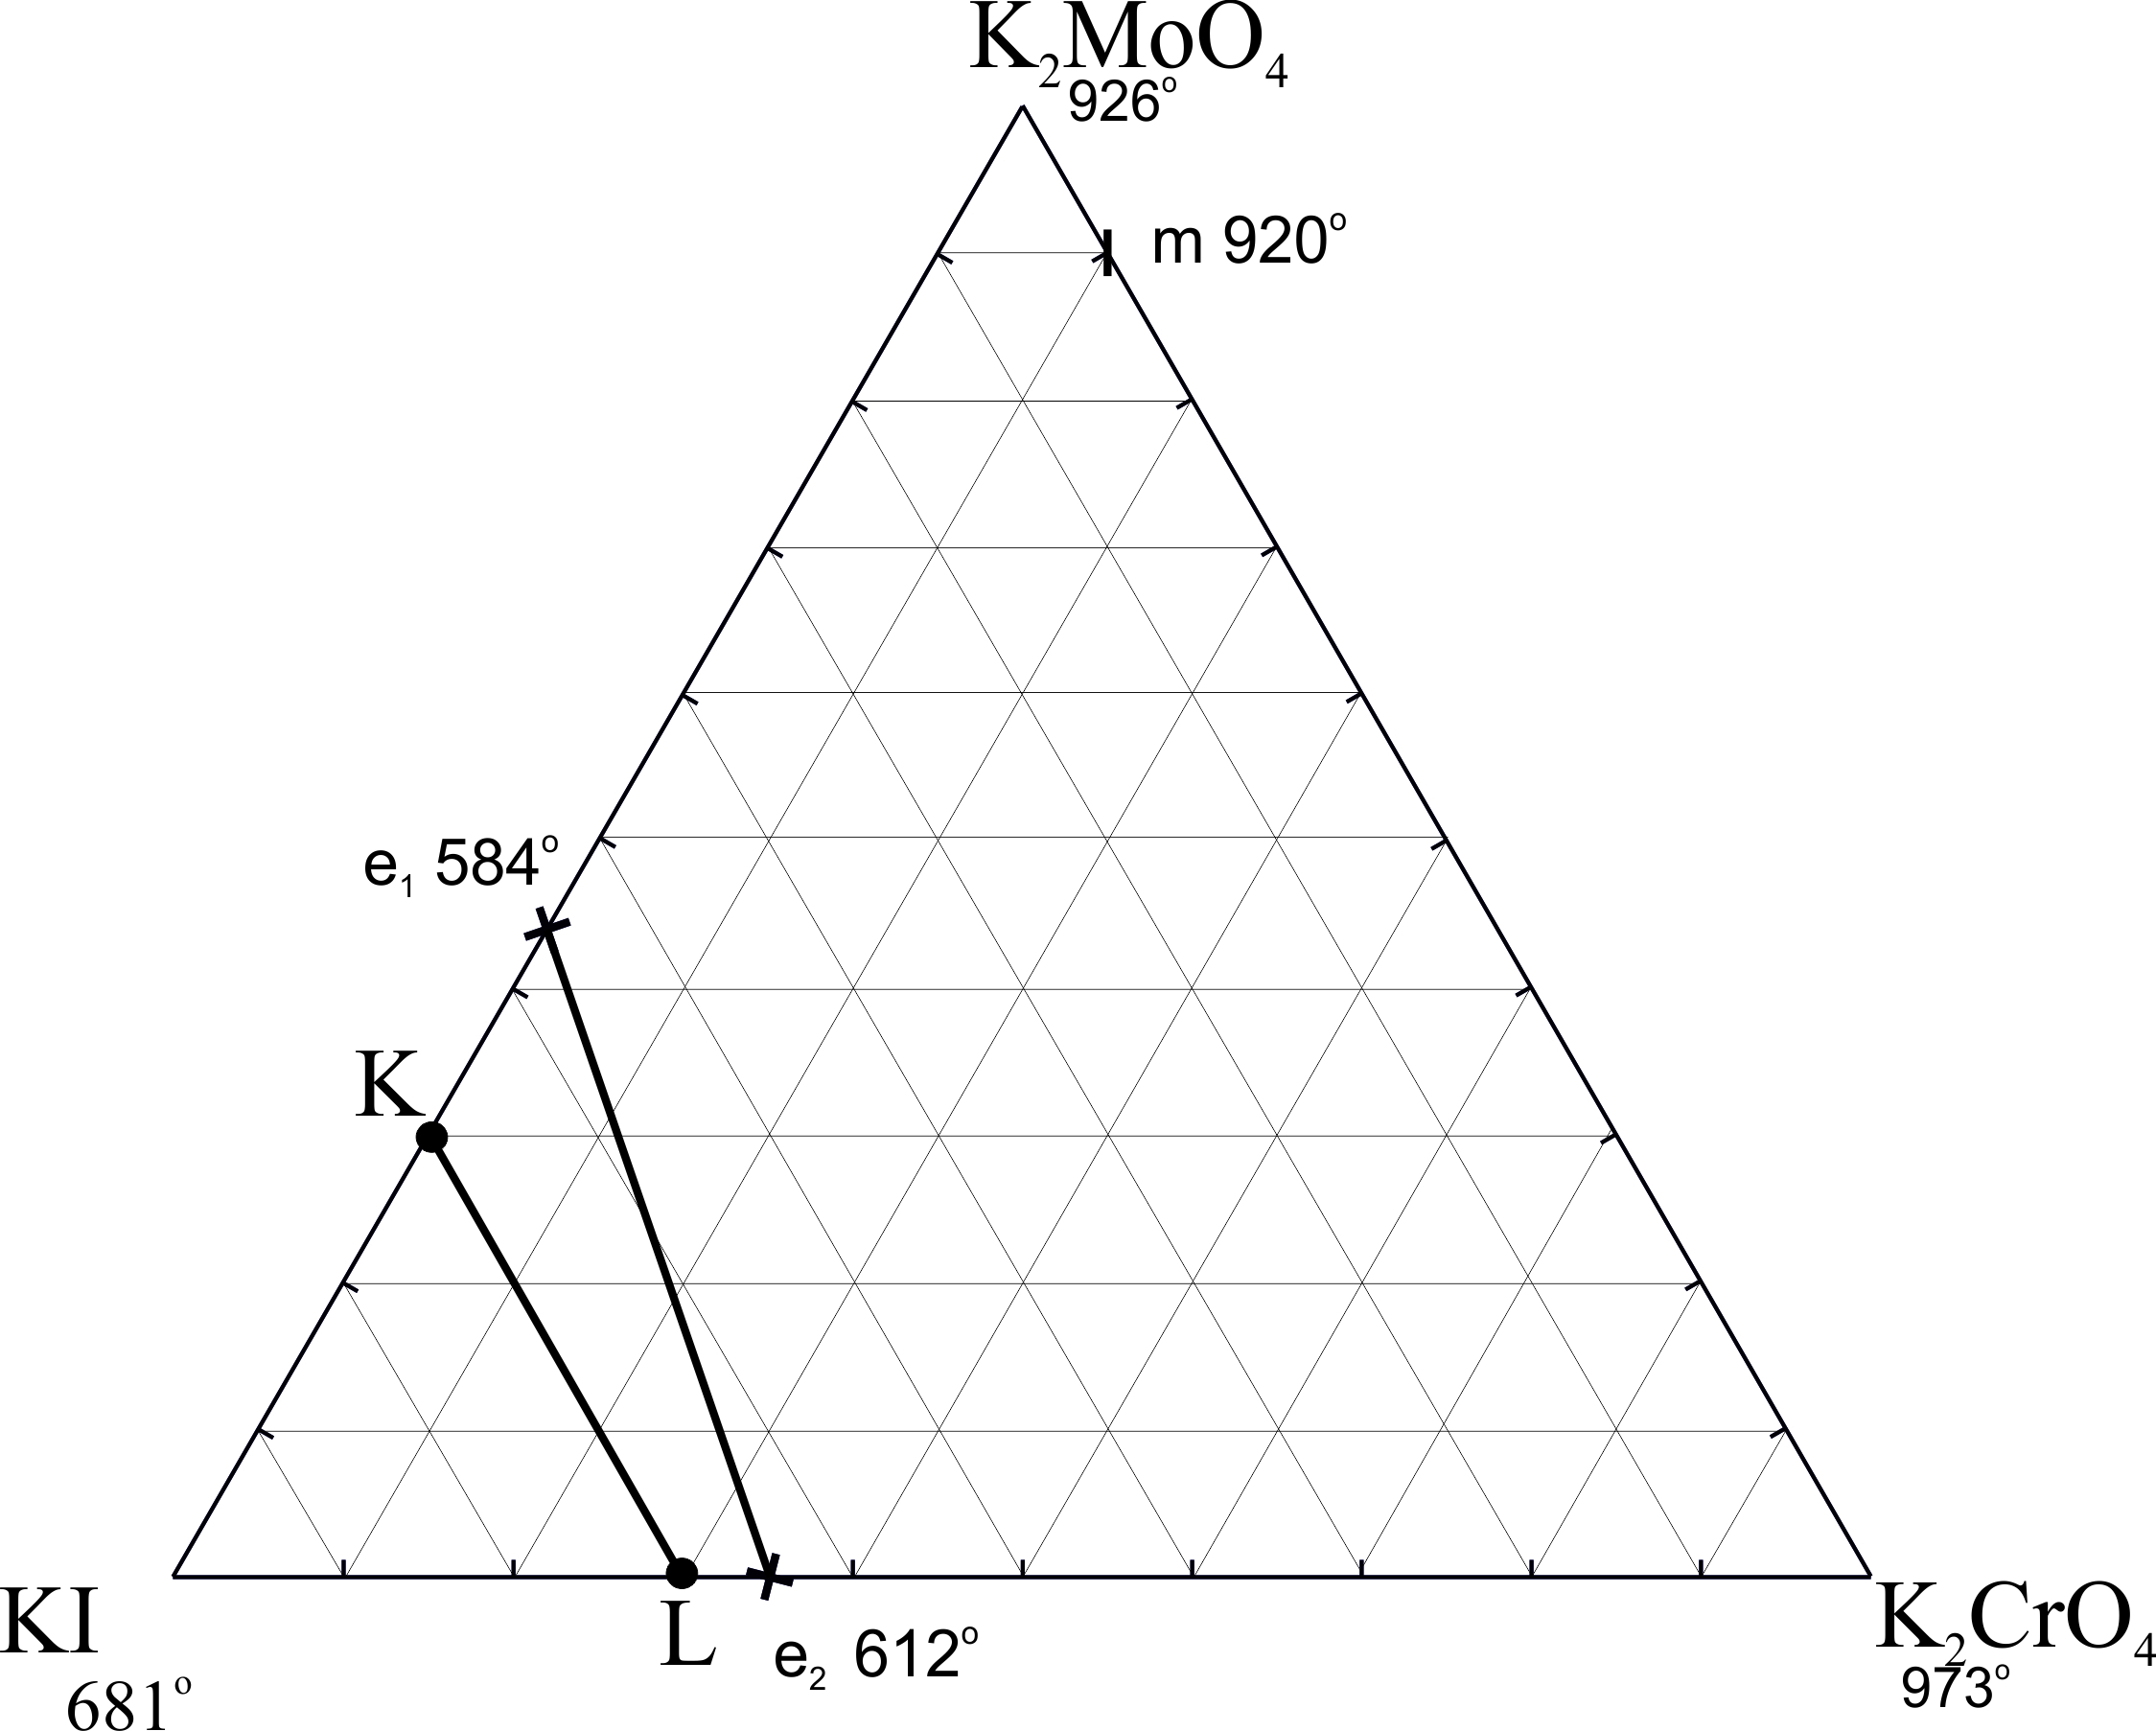 K₂MoO₄
926°
m 920°
e₁ 584°
K
KI
681°
L
e₂ 612°
K₂CrO₄
973°